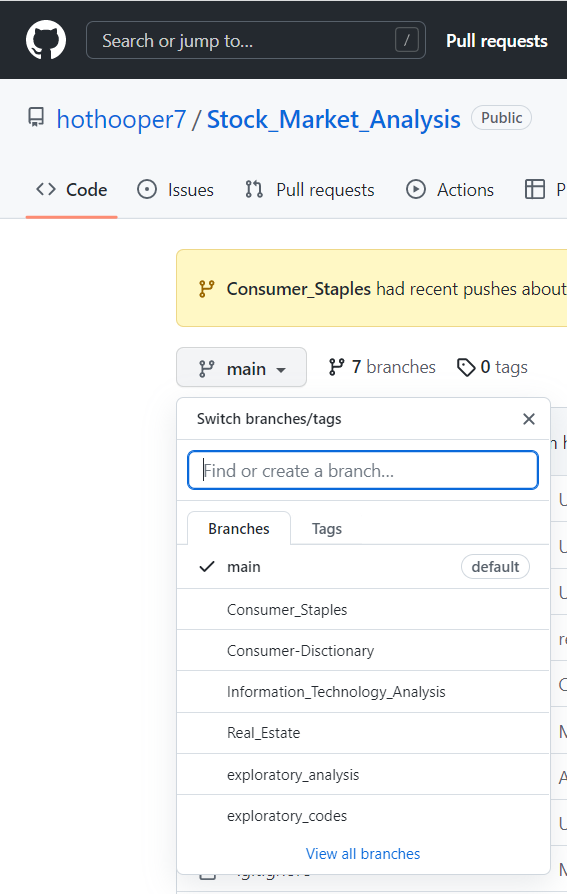 Search or jump to... / Pull requests
hothooper7 / Stock_Market_Analysis Public
Code Issues Pull requests Actions P
Consumer_Staples had recent pushes about
main 7 branches 0 tags
Switch branches/tags
Find or create a branch...
Branches Tags
main default
Consumer_Staples
Consumer-Disctionary
Information_Technology_Analysis
Real_Estate
exploratory_analysis
exploratory_codes
View all branches